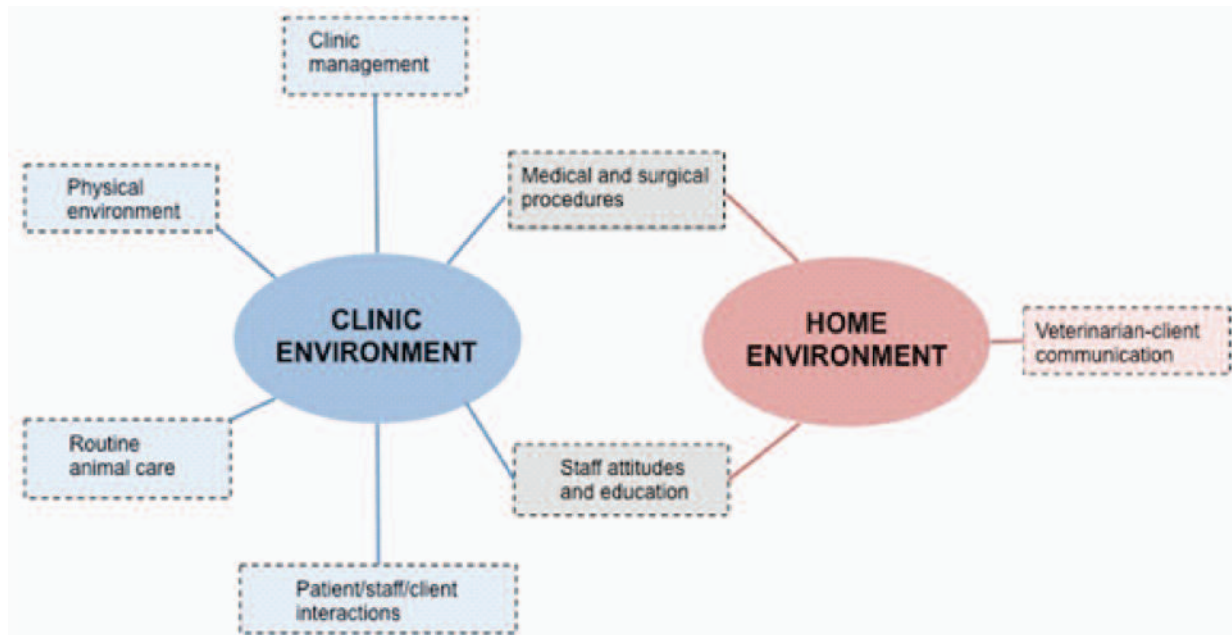 Clinic
management
Medical and surgical
procedures
Physical
environment
CLINIC
ENVIRONMENT
HOME
ENVIRONMENT
Veterinarian-client
communication
Routine
animal care
Staff attitudes
and education
Patient/staff/client
interactions